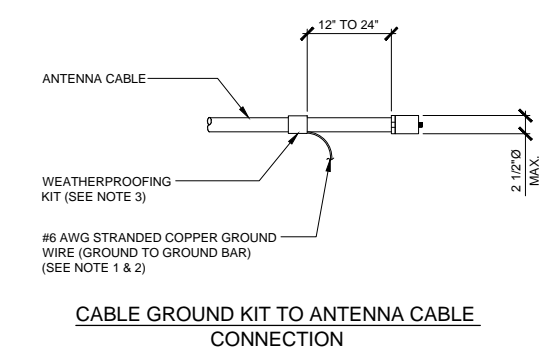 12" TO 24"
ANTENNA CABLE
2 1/2"Ø
MAX.
WEATHERPROOFING
KIT (SEE NOTE 3)
#6 AWG STRANDED COPPER GROUND
WIRE (GROUND TO GROUND BAR)
(SEE NOTE 1 & 2)
CABLE GROUND KIT TO ANTENNA CABLE
CONNECTION